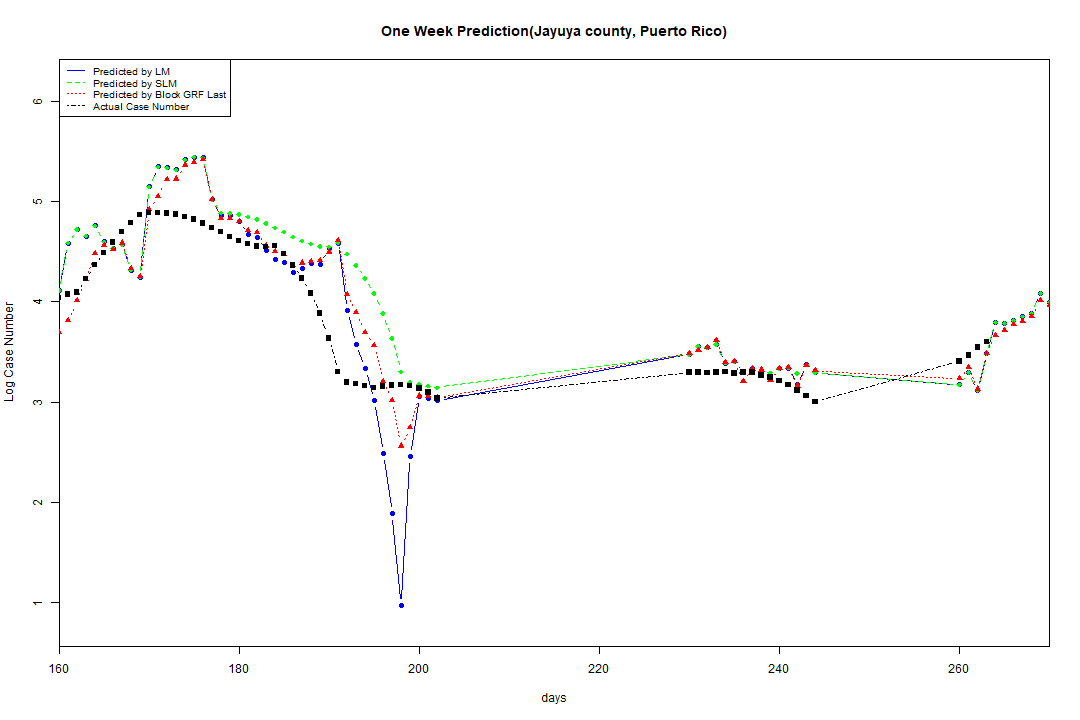 One Week Prediction(Jayuya county, Puerto Rico)
Predicted by LM
Predicted by SLM
Predicted by Block GRF Last
Actual Case Number
6
5
4
3
2
1
Log Case Number
160 180 200 220 240 260
days